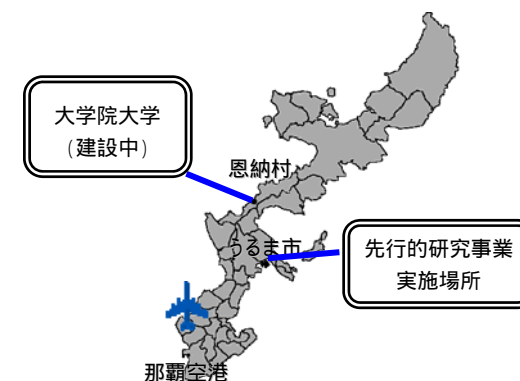 大学院大学
(建設中)
恩納村
うるま市
先行的研究事業
実施場所
那覇空港